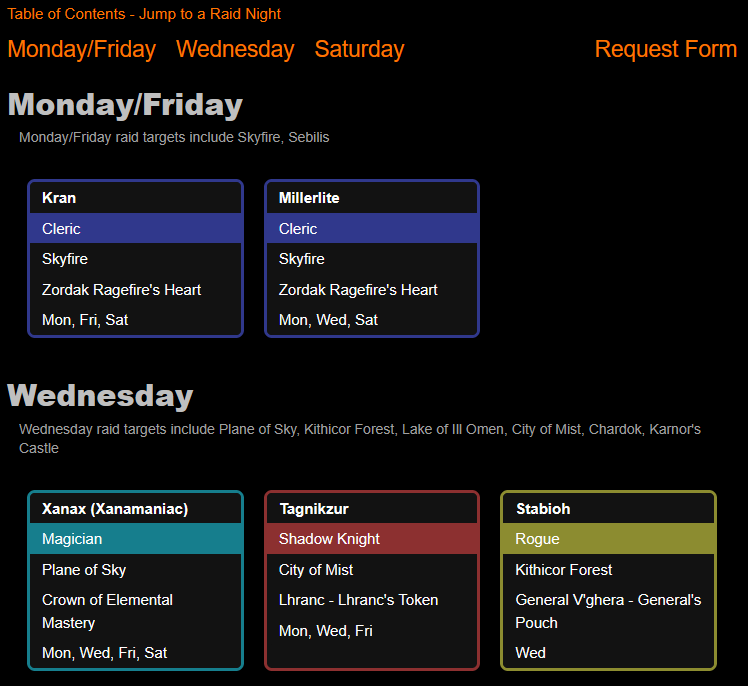 Table of Contents - Jump to a Raid Night
Monday/Friday Wednesday Saturday Request Form
Monday/Friday
Monday/Friday raid targets include Skyfire, Sebilis
Kran
Cleric
Skyfire
Zordak Ragefire's Heart
Mon, Fri, Sat
Millerlite
Cleric
Skyfire
Zordak Ragefire's Heart
Mon, Wed, Sat
Wednesday
Wednesday raid targets include Plane of Sky, Kithicor Forest, Lake of Ill Omen, City of Mist, Chardok, Karnor's
Castle
Xanax (Xanamaniac)
Magician
Plane of Sky
Crown of Elemental
Mastery
Mon, Wed, Fri, Sat
Tagnikzur
Shadow Knight
City of Mist
Lhranc - Lhranc's Token
Mon, Wed, Fri
Stabioh
Rogue
Kithicor Forest
General V'ghera - General's
Pouch
Wed